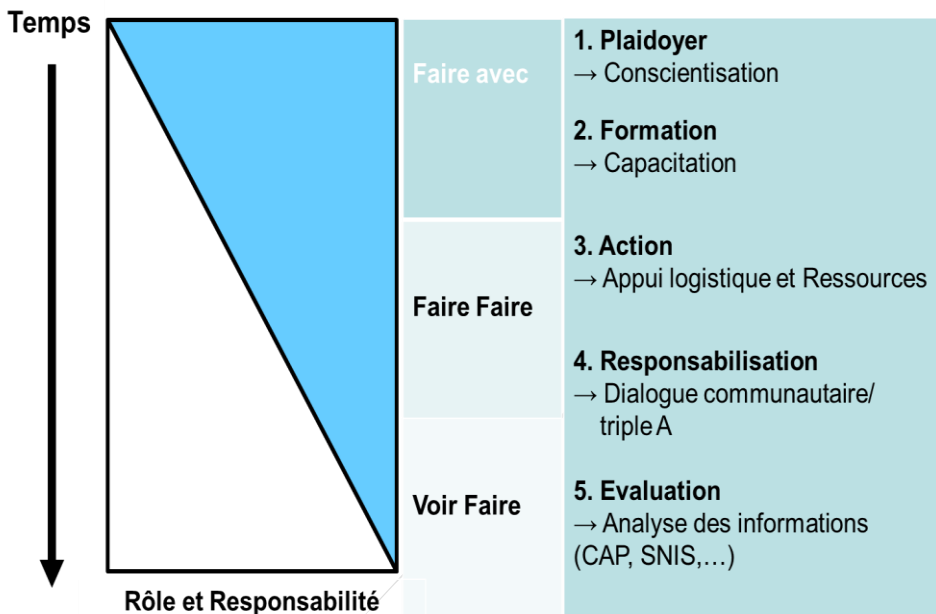 Temps
Faire avec
Faire Faire
Voir Faire
1. Plaidoyer
→ Conscientisation
2. Formation
→ Capacitation
3. Action
→ Appui logistique et Ressources
4. Responsabilisation
→ Dialogue communautaire/
triple A
5. Evaluation
→ Analyse des informations
(CAP, SNIS,…)
Rôle et Responsabilité